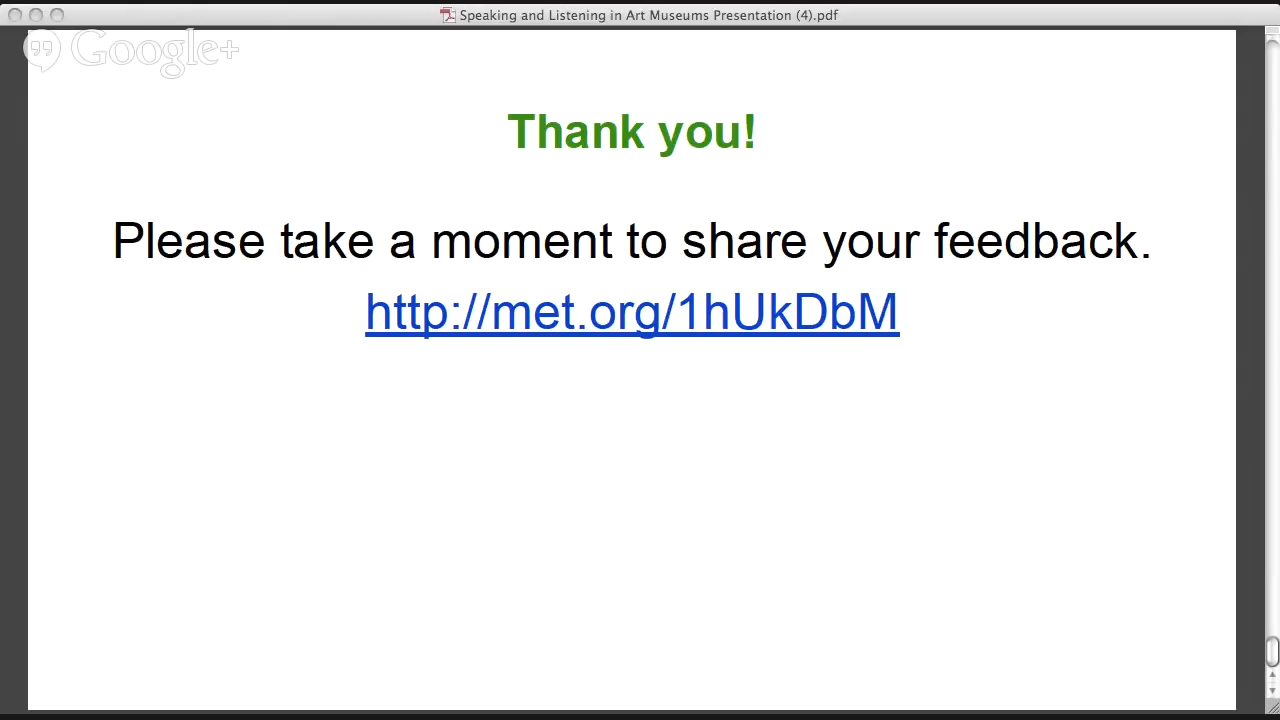 Speaking and Listening in Art Museums Presentation (4).pdf
Google+
Thank you!
Please take a moment to share your feedback.
http://met.org/1hUkDbM